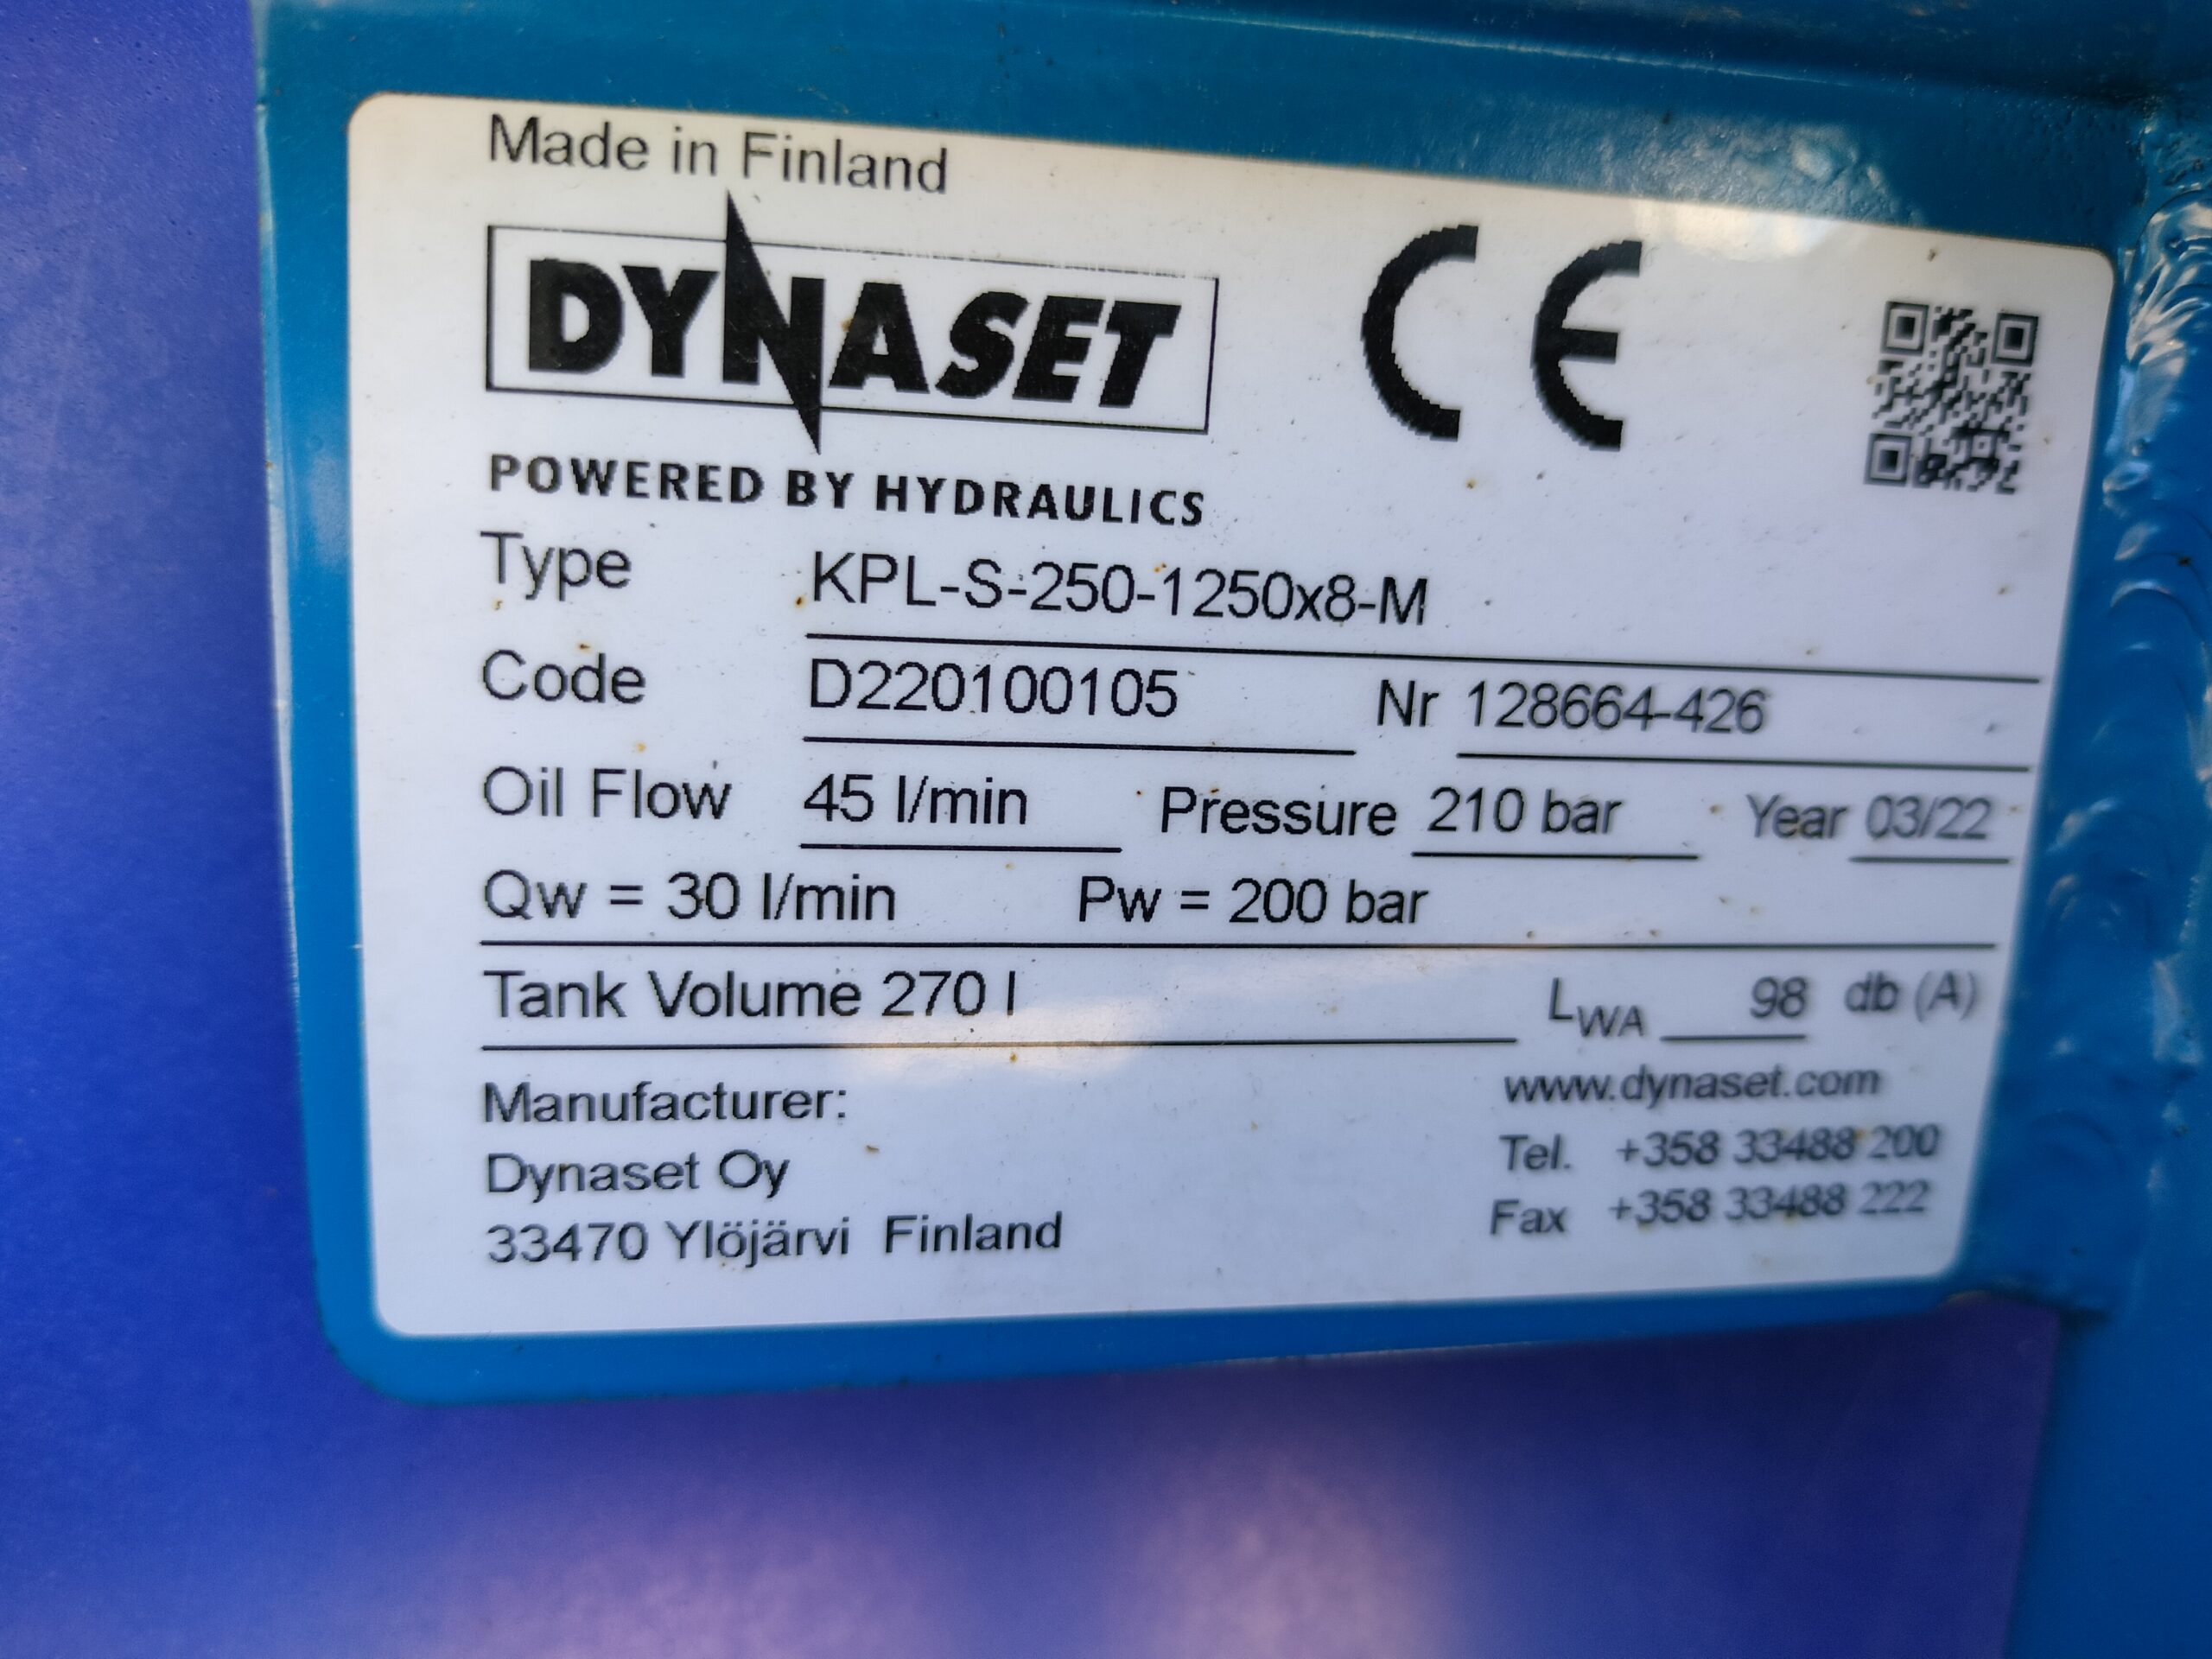 Made in Finland
DYNASET
CE
POWERED BY HYDRAULICS
Type KPL-S-250-1250x8-M
Code D220100105 Nr 128664-426
Oil Flow 45 l/min Pressure 210 bar Year 03/22
Qw = 30 l/min Pw = 200 bar
Tank Volume 270 l LWA 98 db (A)
Manufacturer:
Dynaset Oy
33470 Ylöjärvi Finland
www.dynaset.com
Tel. +358 33488 200
Fax +358 33488 222